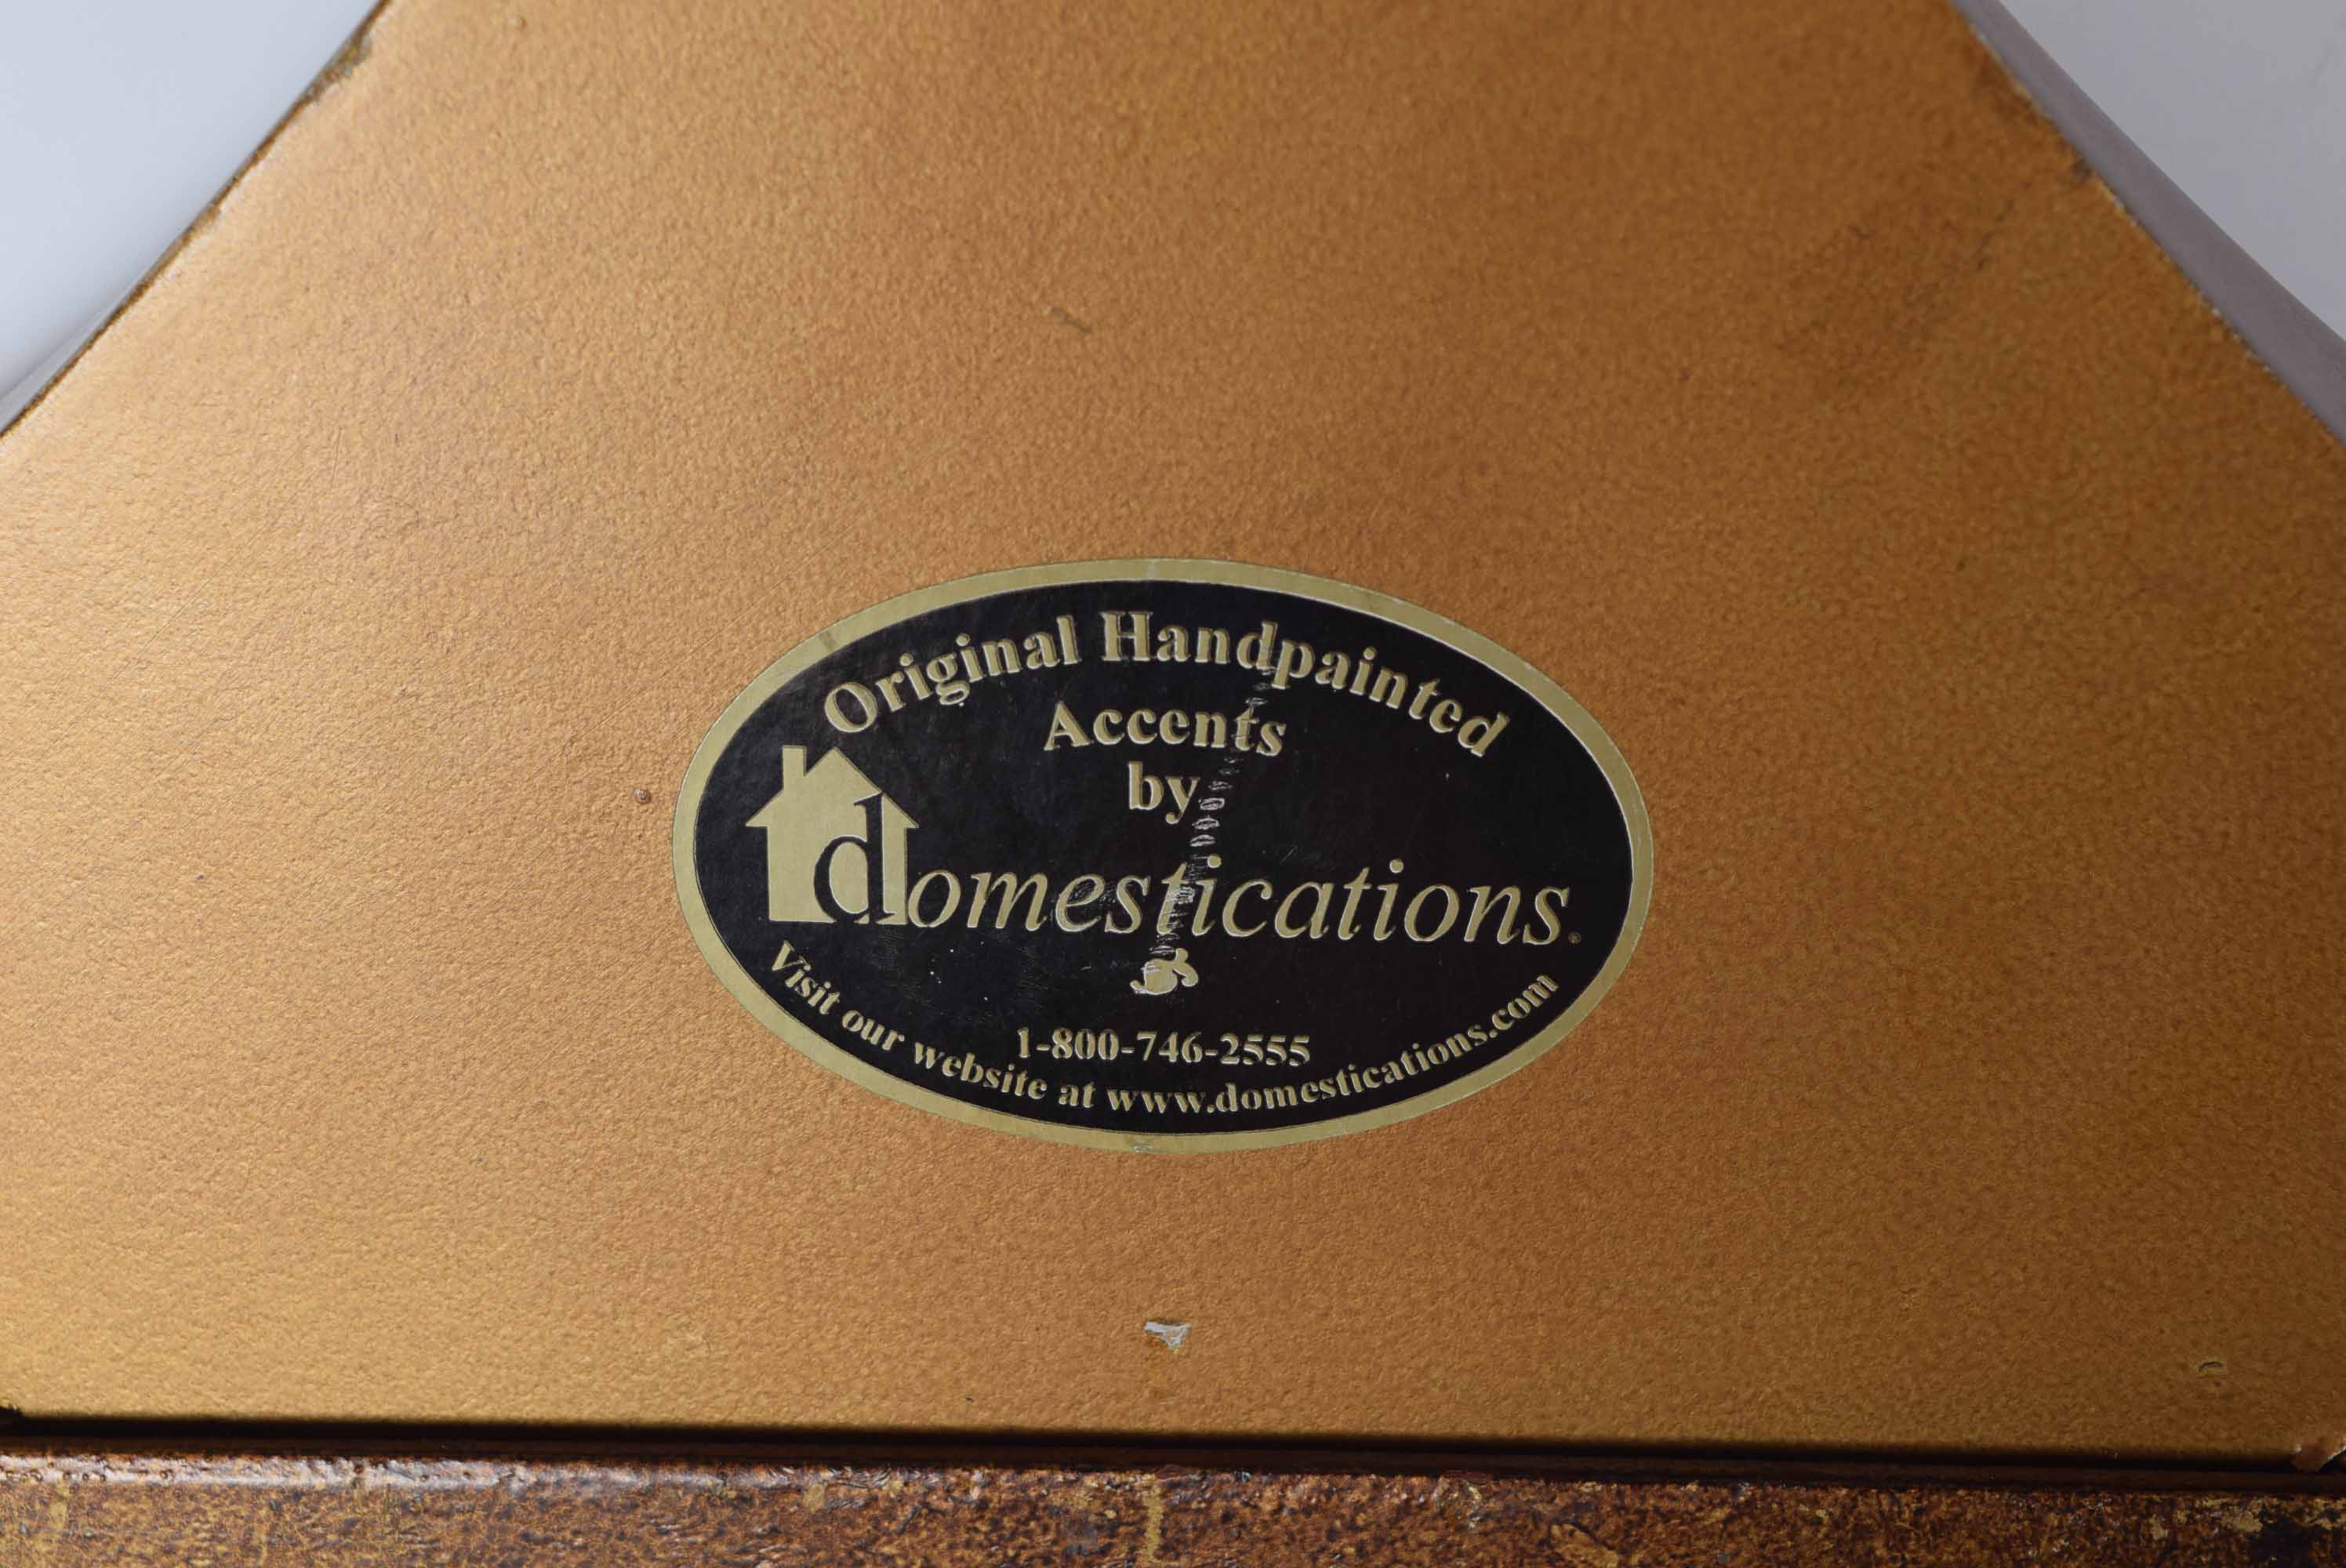 Original Handpainted
Accents
by
domestications®
1-800-746-2555
Visit our website at www.domestications.com